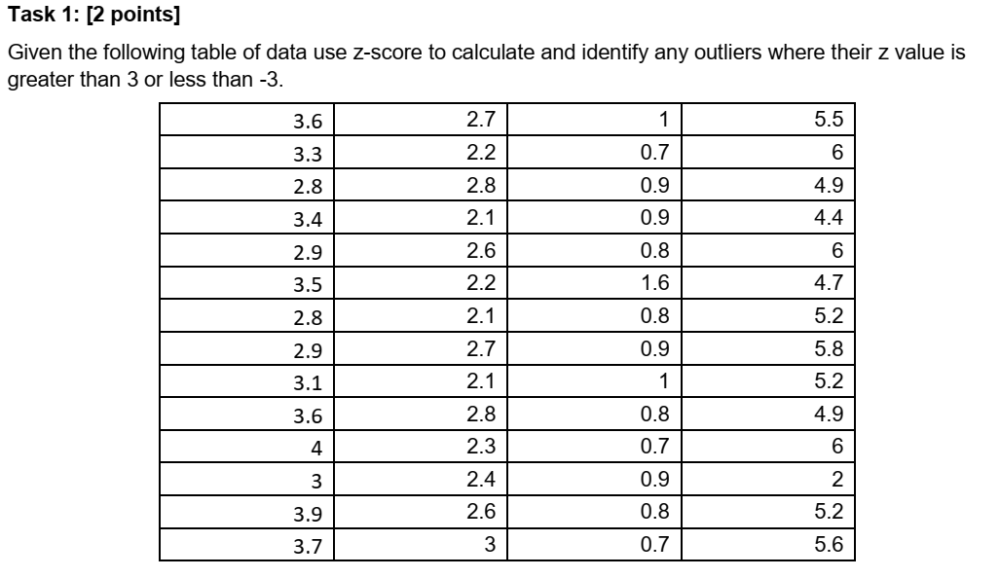 Task 1: [2 points]
Given the following table of data use z-score to calculate and identify any outliers where their z value is
greater than 3 or less than -3.
3.6 2.7 1 5.5
3.3 2.2 0.7 6
2.8 2.8 0.9 4.9
3.4 2.1 0.9 4.4
2.9 2.6 0.8 6
3.5 2.2 1.6 4.7
2.8 2.1 0.8 5.2
2.9 2.7 0.9 5.8
3.1 2.1 1 5.2
3.6 2.8 0.8 4.9
4 2.3 0.7 6
3 2.4 0.9 2
3.9 2.6 0.8 5.2
3.7 3 0.7 5.6